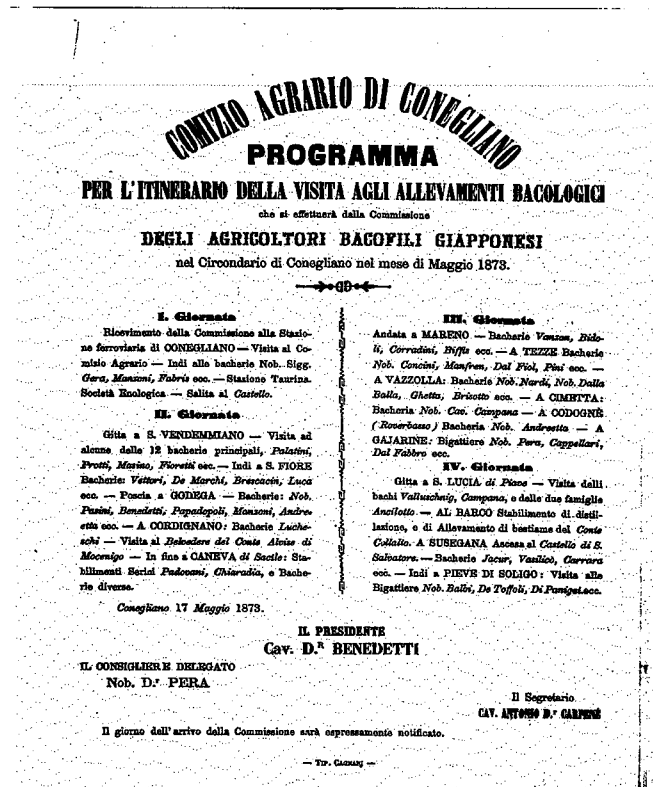 COMIZIO AGRARIO DI CONEGLIANO
PROGRAMMA
PER L'ITINERARIO DELLA VISITA AGLI ALLEVAMENTI BACOLOGICI
che si effettuerà dalla Commissione
DEGLI AGRICOLTORI BACOFILI GIAPPONESI
nel Circondario di Conegliano nel mese di Maggio 1873.
I. Giornata
Ricevimento della Commissione alla Stazio-
ne ferroviaria di CONEGLIANO — Visita al Co-
mizio Agrario — Indi alle bacherie Nob. Sigg.
Gera, Manzoni, Fabris ecc. — Stazione Taurina.
Società Enologica. — Salita al Castello.
II. Giornata
Gitta a S. VENDEMMIANO — Visita ad
alcune delle 12 bacherie principali, Palatini,
Protti, Masino, Fioretti ecc. — Indi a S. FIORE
Bacherie: Vettori, De Marchi, Brescacin, Luca
ecc. — Poscia a GODEGA — Bacherie: Nob.
Pasini, Benedetti, Papadopoli, Manzoni, Andre-
etta ecc. — A CORDIGNANO: Bacherie Luche-
schi — Visita al Belvedere del Conte Alvise di
Mocenigo — In fine a CANEVA di Sacile: Sta-
bilimenti Serici Padovani, Chiaradia, e Bache-
rie diverse.
Conegliano 17 Maggio 1873.
III. Giornata
Andata a MARENO — Bacherie Vanzon, Bido-
li, Corradini, Biffis ecc. — A TEZZE Bacherie
Nob. Concini, Manfren, Dal Fiol, Pini ecc. —
A VAZZOLLA: Bacherie Nob. Nardi, Nob. Dalla
Balla, Ghetta, Brisotto ecc. — A CIMETTA:
Bacheria Nob. Cav. Campana — A CODOGNÈ
(Roverbasso) Bacheria Nob. Andreetta — A
GAJARINE: Bigattiere Nob. Pera, Cappellari,
Dal Fabbro ecc.
IV. Giornata
Gitta a S. LUCIA di Piave — Visita delli
bachi Valluschnig, Campana, e delle due famiglie
Ancilotto. — AL BARCO Stabilimento di distil-
lazione, e di Allevamento di bestiame del Conte
Collalto. A SUSEGANA Ascesa al Castello di S.
Salvatore. — Bacherie Jacur, Vasilicò, Carrara
ecc. — Indi a PIEVE DI SOLIGO: Visita alle
Bigattiere Nob. Balbi, De Toffoli, Di Panigai ecc.
IL PRESIDENTE
Cav. D.R BENEDETTI
IL CONSIGLIERE DELEGATO
Nob. D.r PERA
Il Segretario
CAV. ANTONIO D.r CARPENÈ
Il giorno dell'arrivo della Commissione sarà espressamente notificato.
— TIP. CAGNANI —